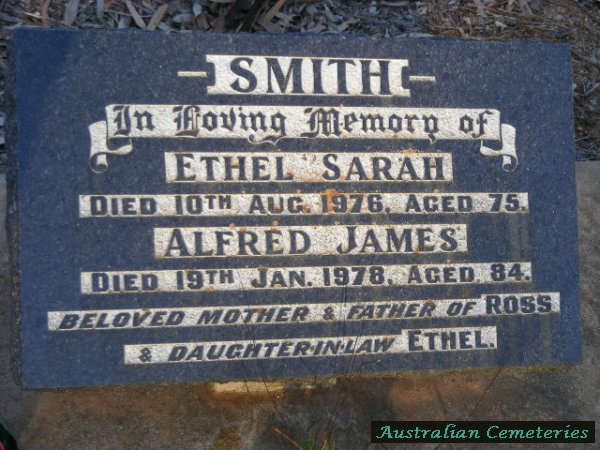 SMITH
In Loving Memory of
ETHEL SARAH
DIED 10TH AUG. 1976, AGED 75.
ALFRED JAMES
DIED 19TH JAN. 1978, AGED 84.
BELOVED MOTHER & FATHER OF ROSS
& DAUGHTER-IN-LAW ETHEL.
Australian Cemeteries